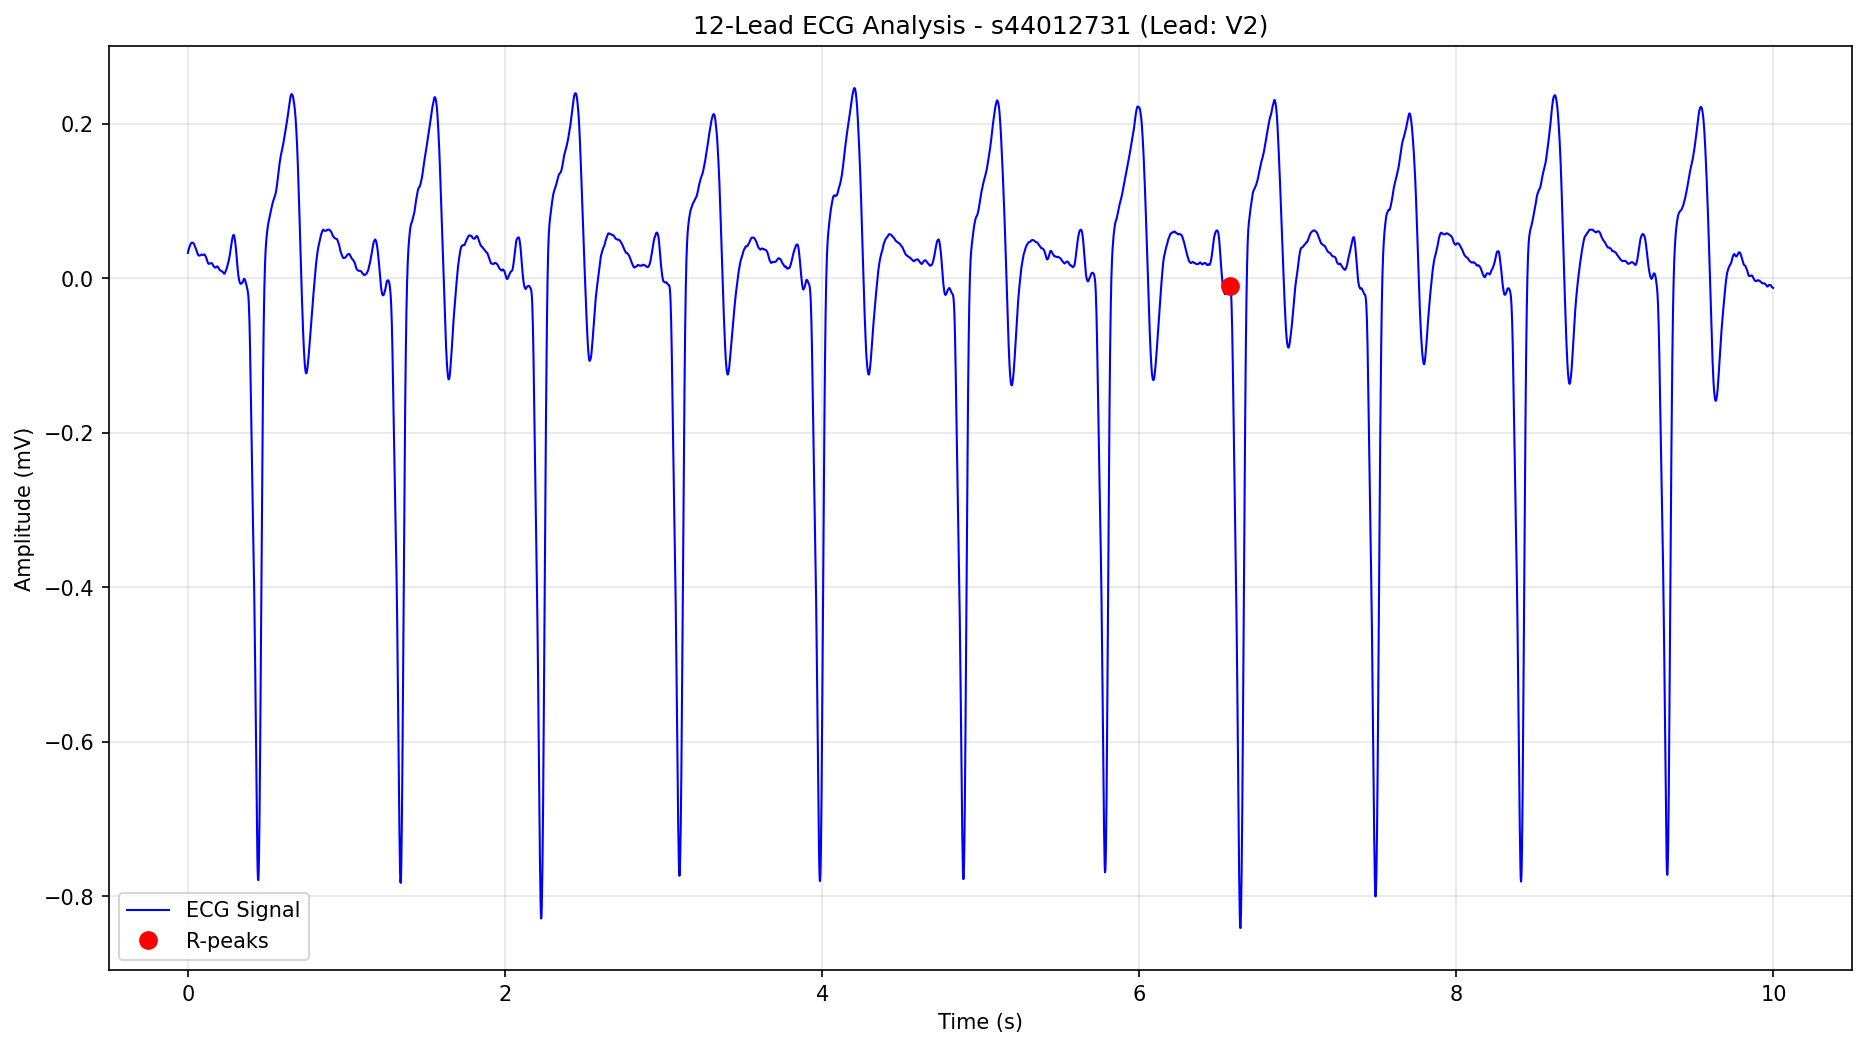 12-Lead ECG Analysis - s44012731 (Lead: V2)
Amplitude (mV)
0.2
0.0
−0.2
−0.4
−0.6
−0.8
ECG Signal
R-peaks
0 2 4 6 8 10
Time (s)